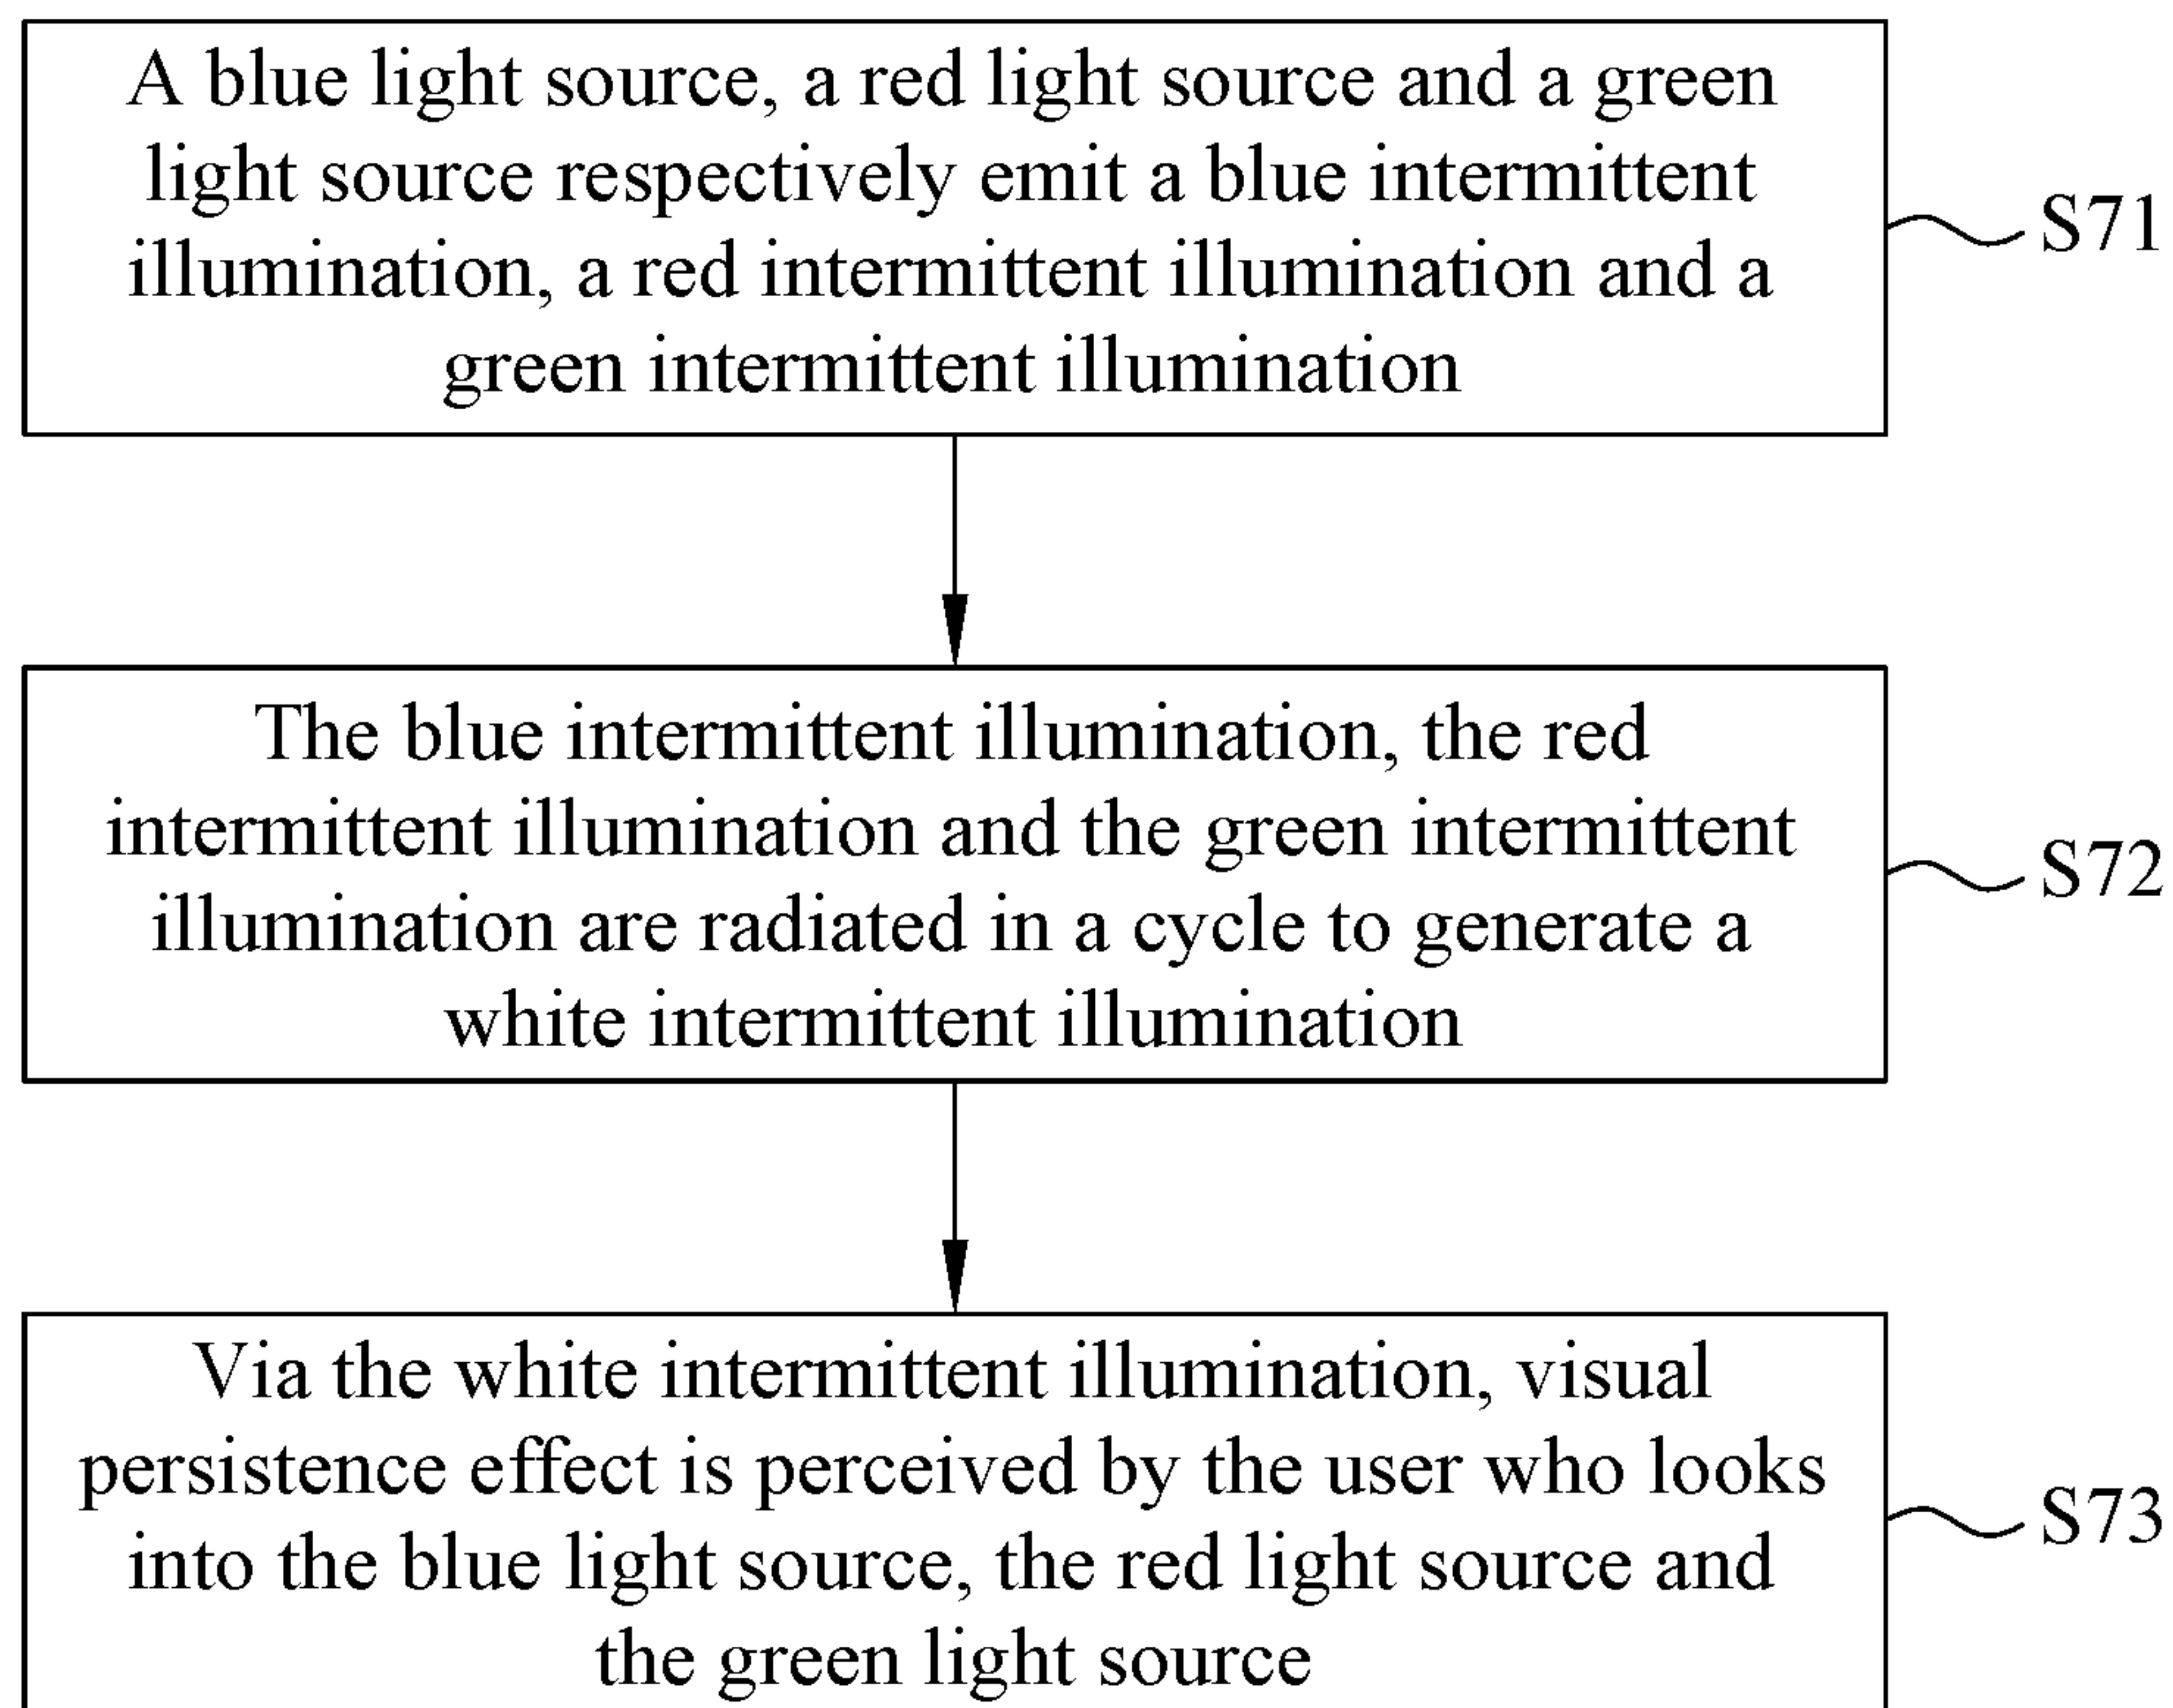 A blue light source, a red light source and a green
light source respectively emit a blue intermittent
illumination, a red intermittent illumination and a
green intermittent illumination
S71
The blue intermittent illumination, the red
intermittent illumination and the green intermittent
illumination are radiated in a cycle to generate a
white intermittent illumination
S72
Via the white intermittent illumination, visual
persistence effect is perceived by the user who looks
into the blue light source, the red light source and
the green light source
S73